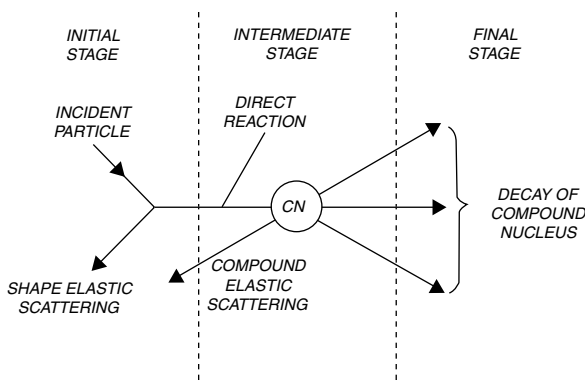 INITIAL
STAGE
INTERMEDIATE
STAGE
FINAL
STAGE
INCIDENT
PARTICLE
DIRECT
REACTION
CN
DECAY OF
COMPOUND
NUCLEUS
SHAPE ELASTIC
SCATTERING
COMPOUND
ELASTIC
SCATTERING